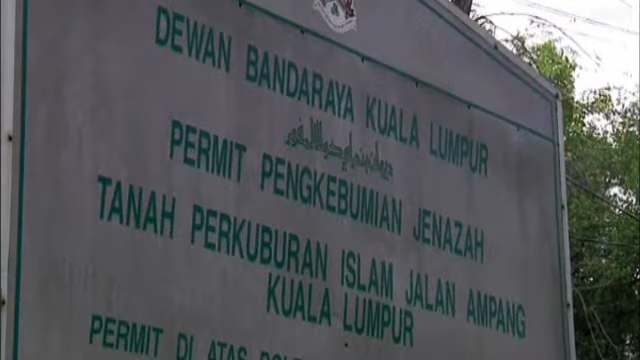 DEWAN BANDARAYA KUALA LUMPUR
PERMIT PENGKEBUMIAN JENAZAH
TANAH PERKUBURAN ISLAM JALAN AMPANG
KUALA LUMPUR
PERMIT DI ATAS